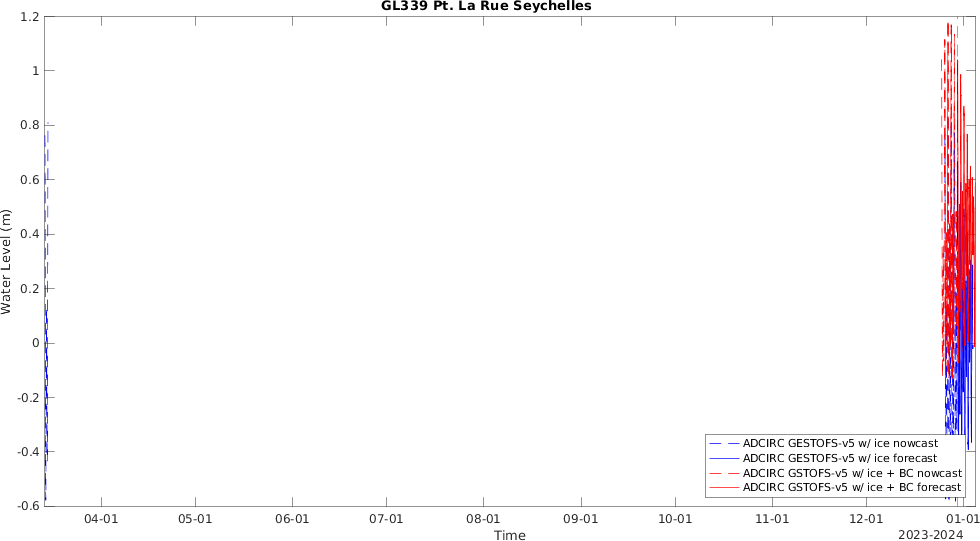 GL339 Pt. La Rue Seychelles
1.2
1
0.8
0.6
0.4
0.2
0
-0.2
-0.4
-0.6
Water Level (m)
ADCIRC GESTOFS-v5 w/ ice nowcast
ADCIRC GESTOFS-v5 w/ ice forecast
ADCIRC GSTOFS-v5 w/ ice + BC nowcast
ADCIRC GSTOFS-v5 w/ ice + BC forecast
04-01 05-01 06-01 07-01 08-01 09-01 10-01 11-01 12-01 01-01
Time
2023-2024